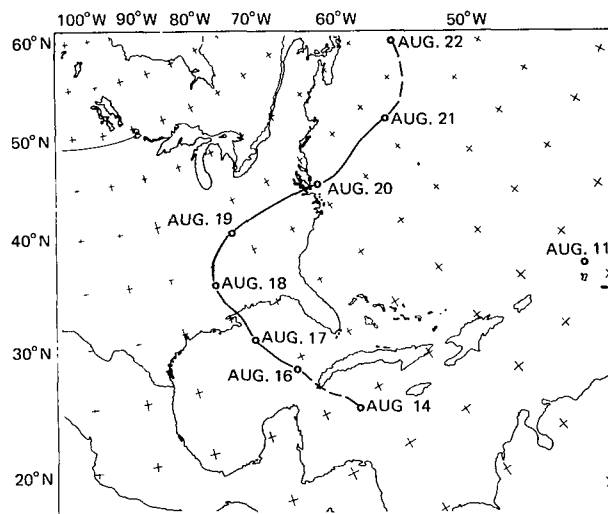 100°W 90°W 80°W 70°W 60°W 50°W
60°N
AUG. 22
AUG. 21
50°N
AUG. 20
AUG. 19
40°N
AUG. 11
AUG. 18
AUG. 17
30°N
AUG. 16
AUG 14
20°N